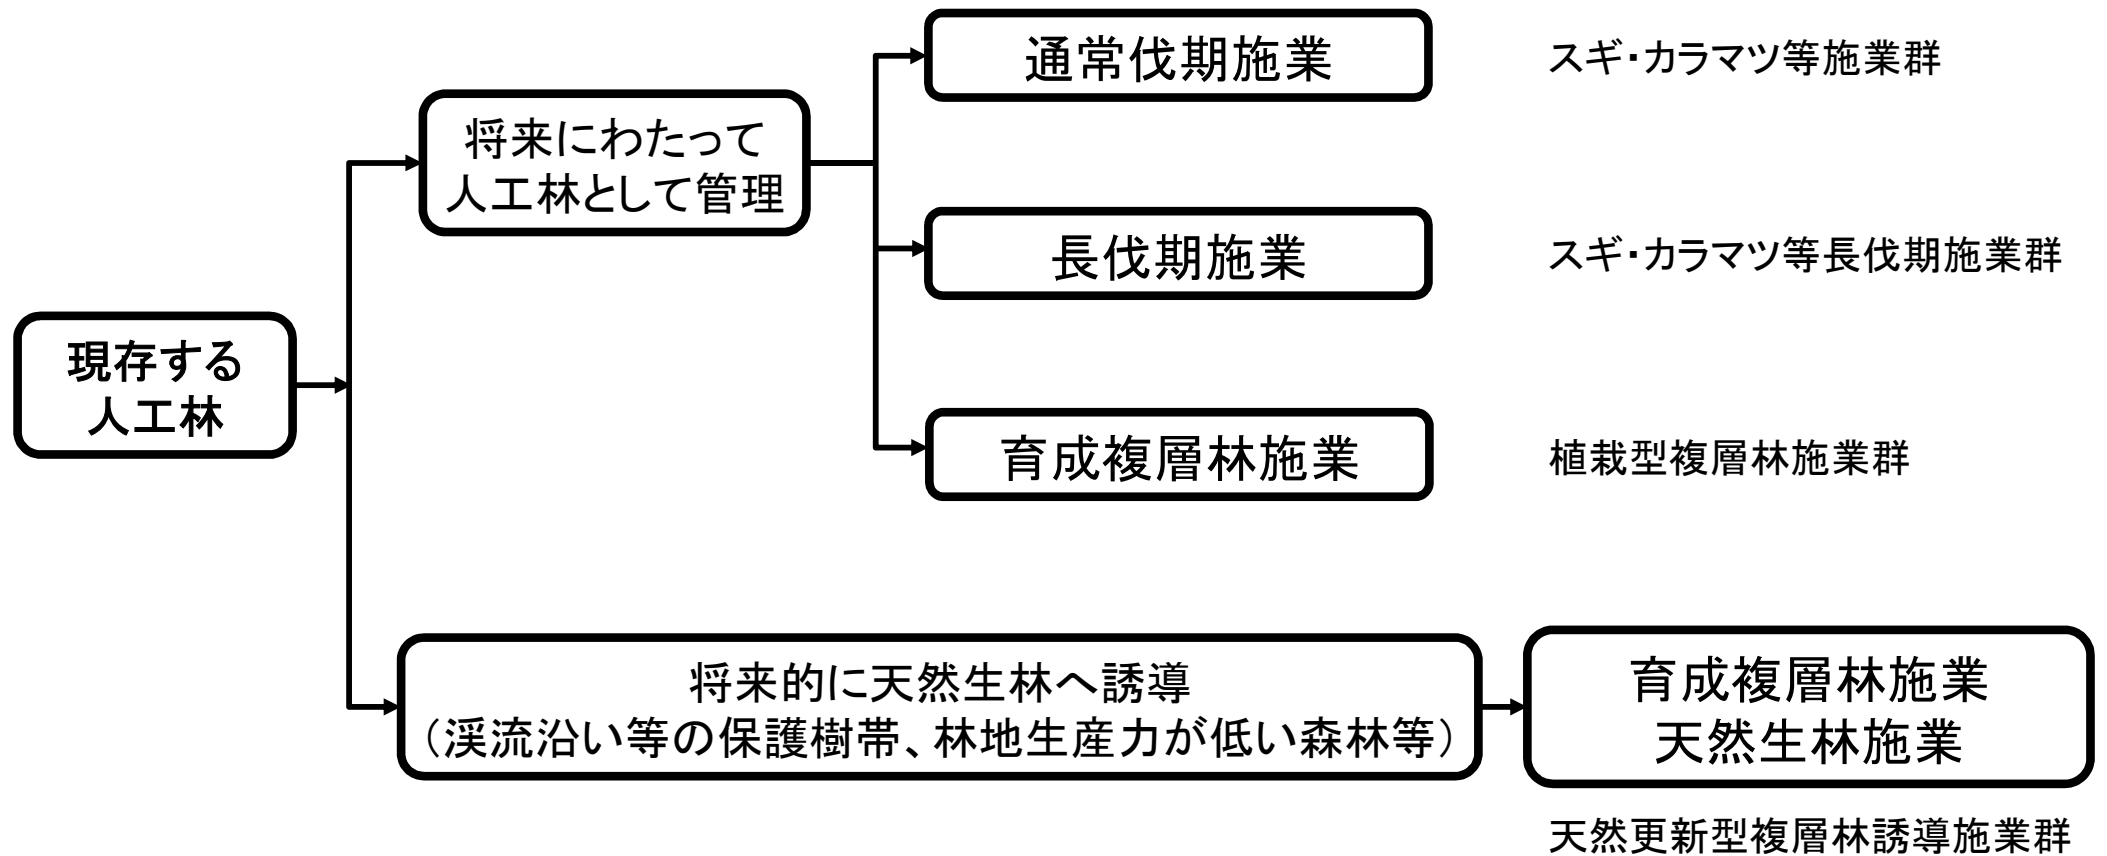 通常伐期施業
スギ・カラマツ等施業群
将来にわたって
人工林として管理
長伐期施業
スギ・カラマツ等長伐期施業群
現存する
人工林
育成複層林施業
植栽型複層林施業群
将来的に天然生林へ誘導
（渓流沿い等の保護樹帯、林地生産力が低い森林等）
育成複層林施業
天然生林施業
天然更新型複層林誘導施業群